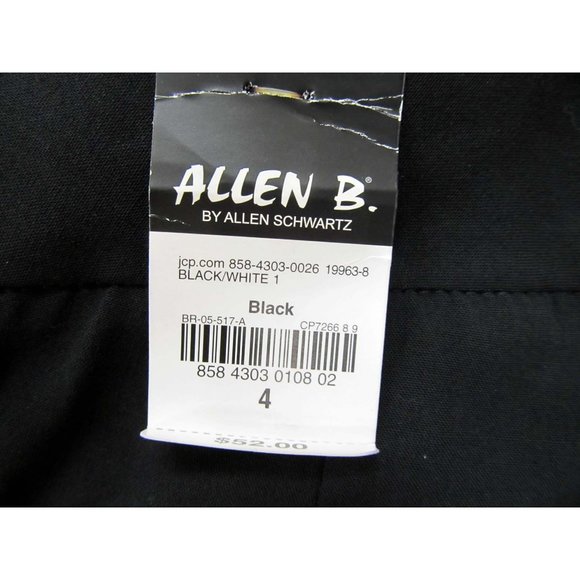 ALLEN B.®
BY ALLEN SCHWARTZ
jcp.com 858-4303-0026 19963-8
BLACK/WHITE 1
Black
BR-05-517-A CP7266 8 9
858 4303 0108 02
4
$52.00